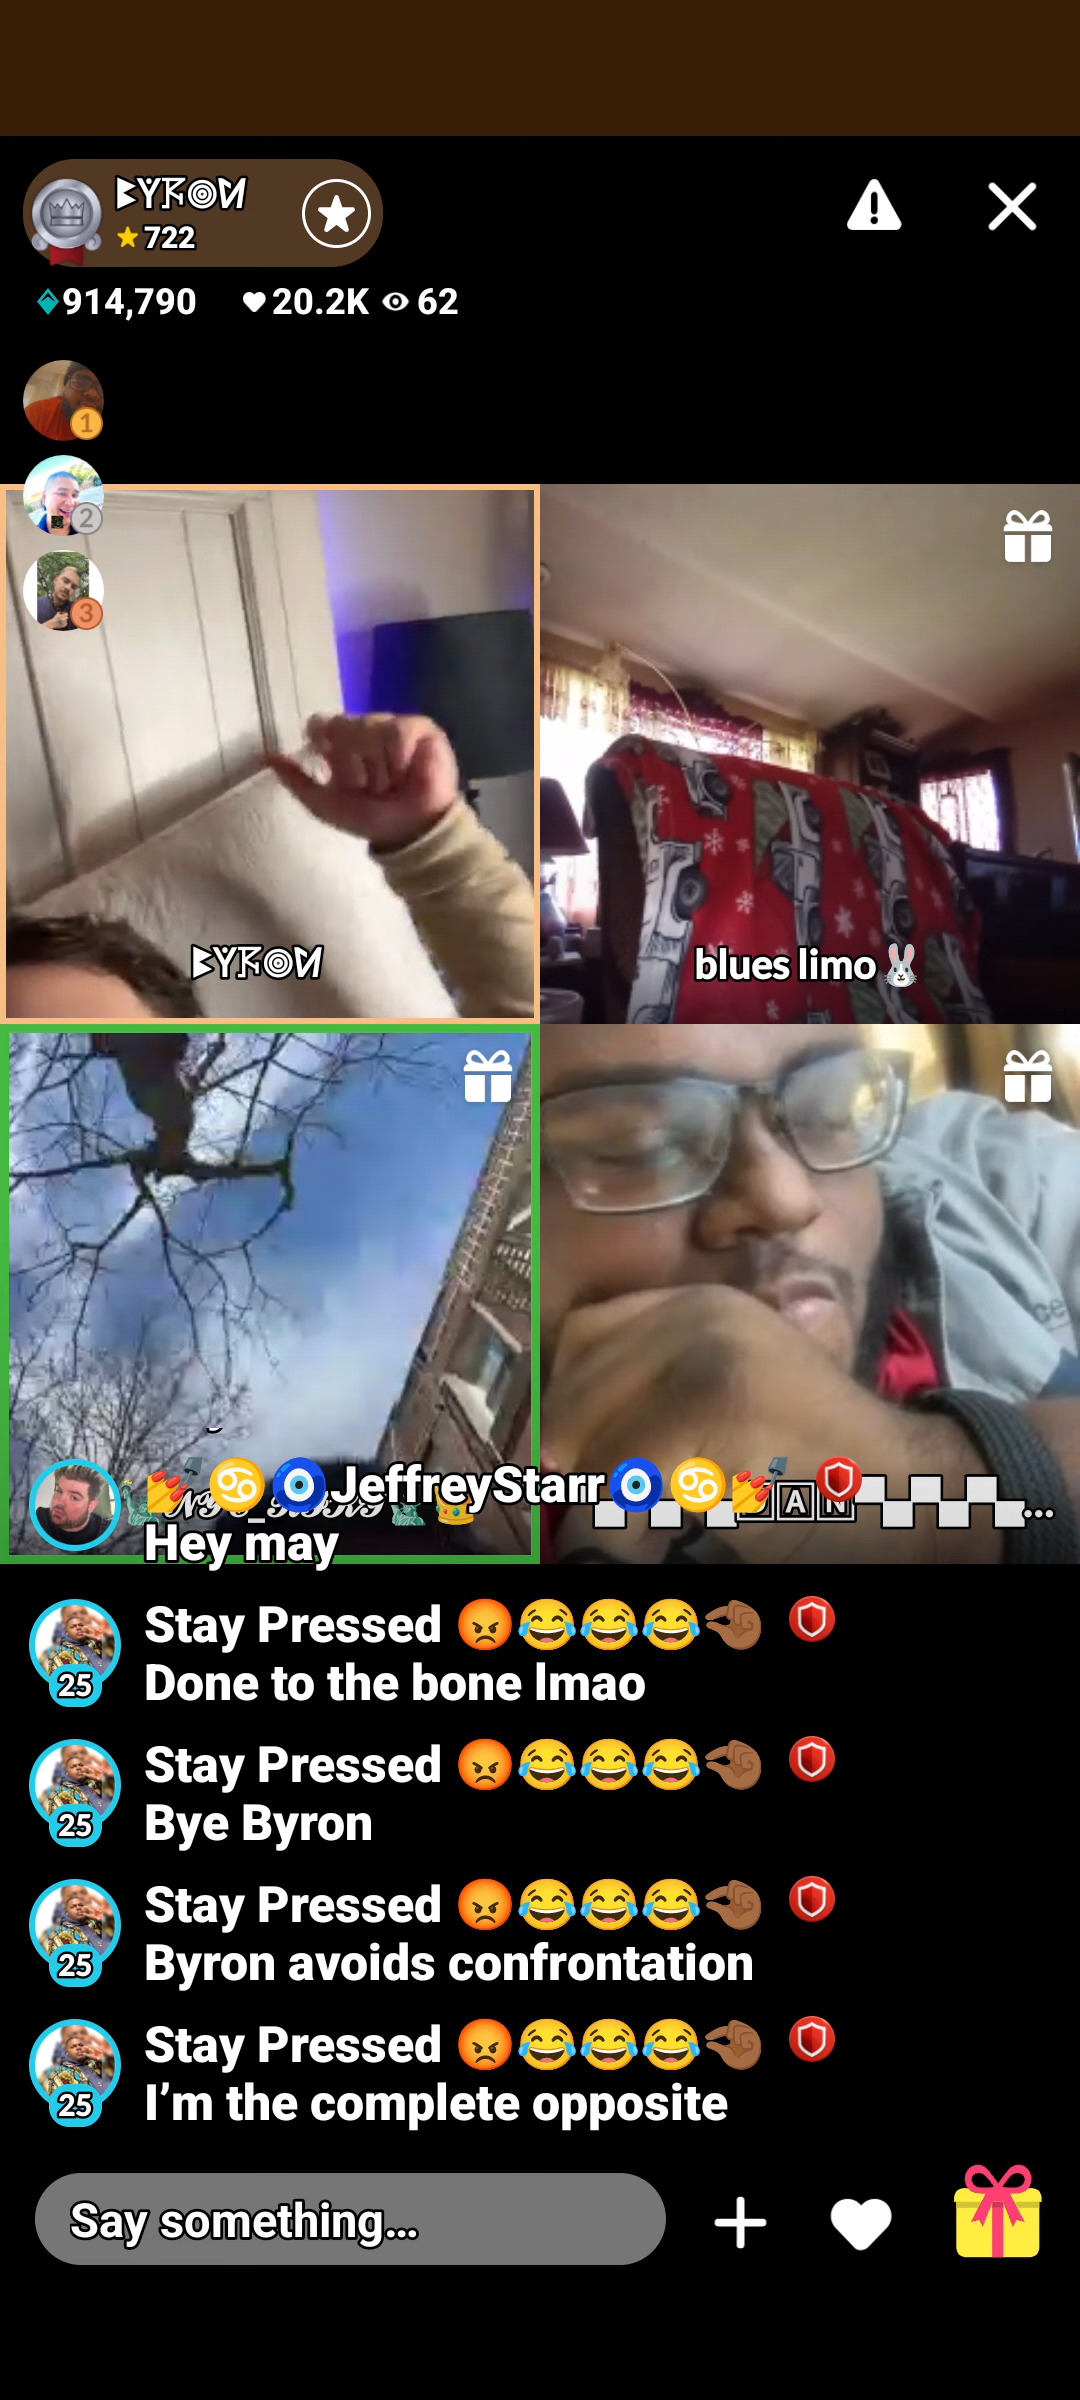 BYRON
722
914,790 20.2K 62
1
2
3
BYRON
blues limo
JeffreyStarr
Hey may
Stay Pressed 😡😂😂😂🤏🏾
25
Done to the bone lmao
Stay Pressed 😡😂😂😂🤏🏾
25
Bye Byron
Stay Pressed 😡😂😂😂🤏🏾
25
Byron avoids confrontation
Stay Pressed 😡😂😂😂🤏🏾
25
I’m the complete opposite
Say something...